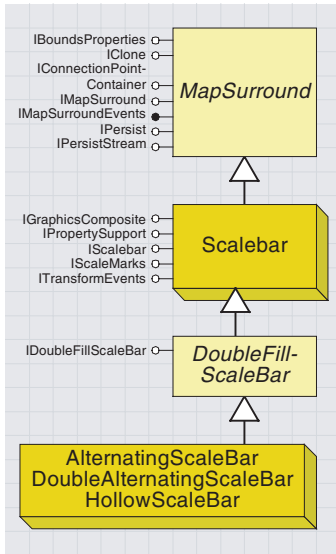 IBoundsProperties
IClone
IConnectionPoint-
Container
IMapSurround
IMapSurroundEvents
IPersist
IPersistStream
MapSurround
IGraphicsComposite
IPropertySupport
IScalebar
IScaleMarks
ITransformEvents
Scalebar
IDoubleFillScaleBar
DoubleFill-
ScaleBar
AlternatingScaleBar
DoubleAlternatingScaleBar
HollowScaleBar